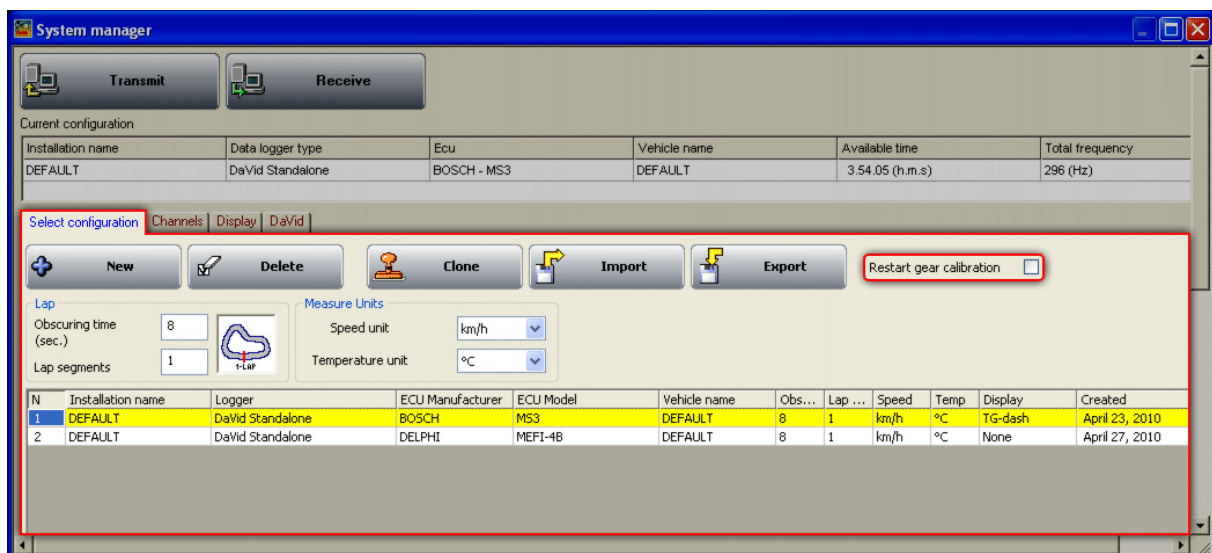 System manager
Transmit Receive
Current configuration
Installation name Data logger type Ecu Vehicle name Available time Total frequency
DEFAULT DaVid Standalone BOSCH - MS3 DEFAULT 3.54.05 (h.m.s) 296 (Hz)
Select configuration Channels Display DaVid
New Delete Clone Import Export Restart gear calibration
Lap Measure Units
Obscuring time 8 Speed unit km/h
(sec.)
Lap segments 1 1-LAP Temperature unit °C
N Installation name Logger ECU Manufacturer ECU Model Vehicle name Obs... Lap ... Speed Temp Display Created
1 DEFAULT DaVid Standalone BOSCH MS3 DEFAULT 8 1 km/h °C TG-dash April 23, 2010
2 DEFAULT DaVid Standalone DELPHI MEFI-4B DEFAULT 8 1 km/h °C None April 27, 2010